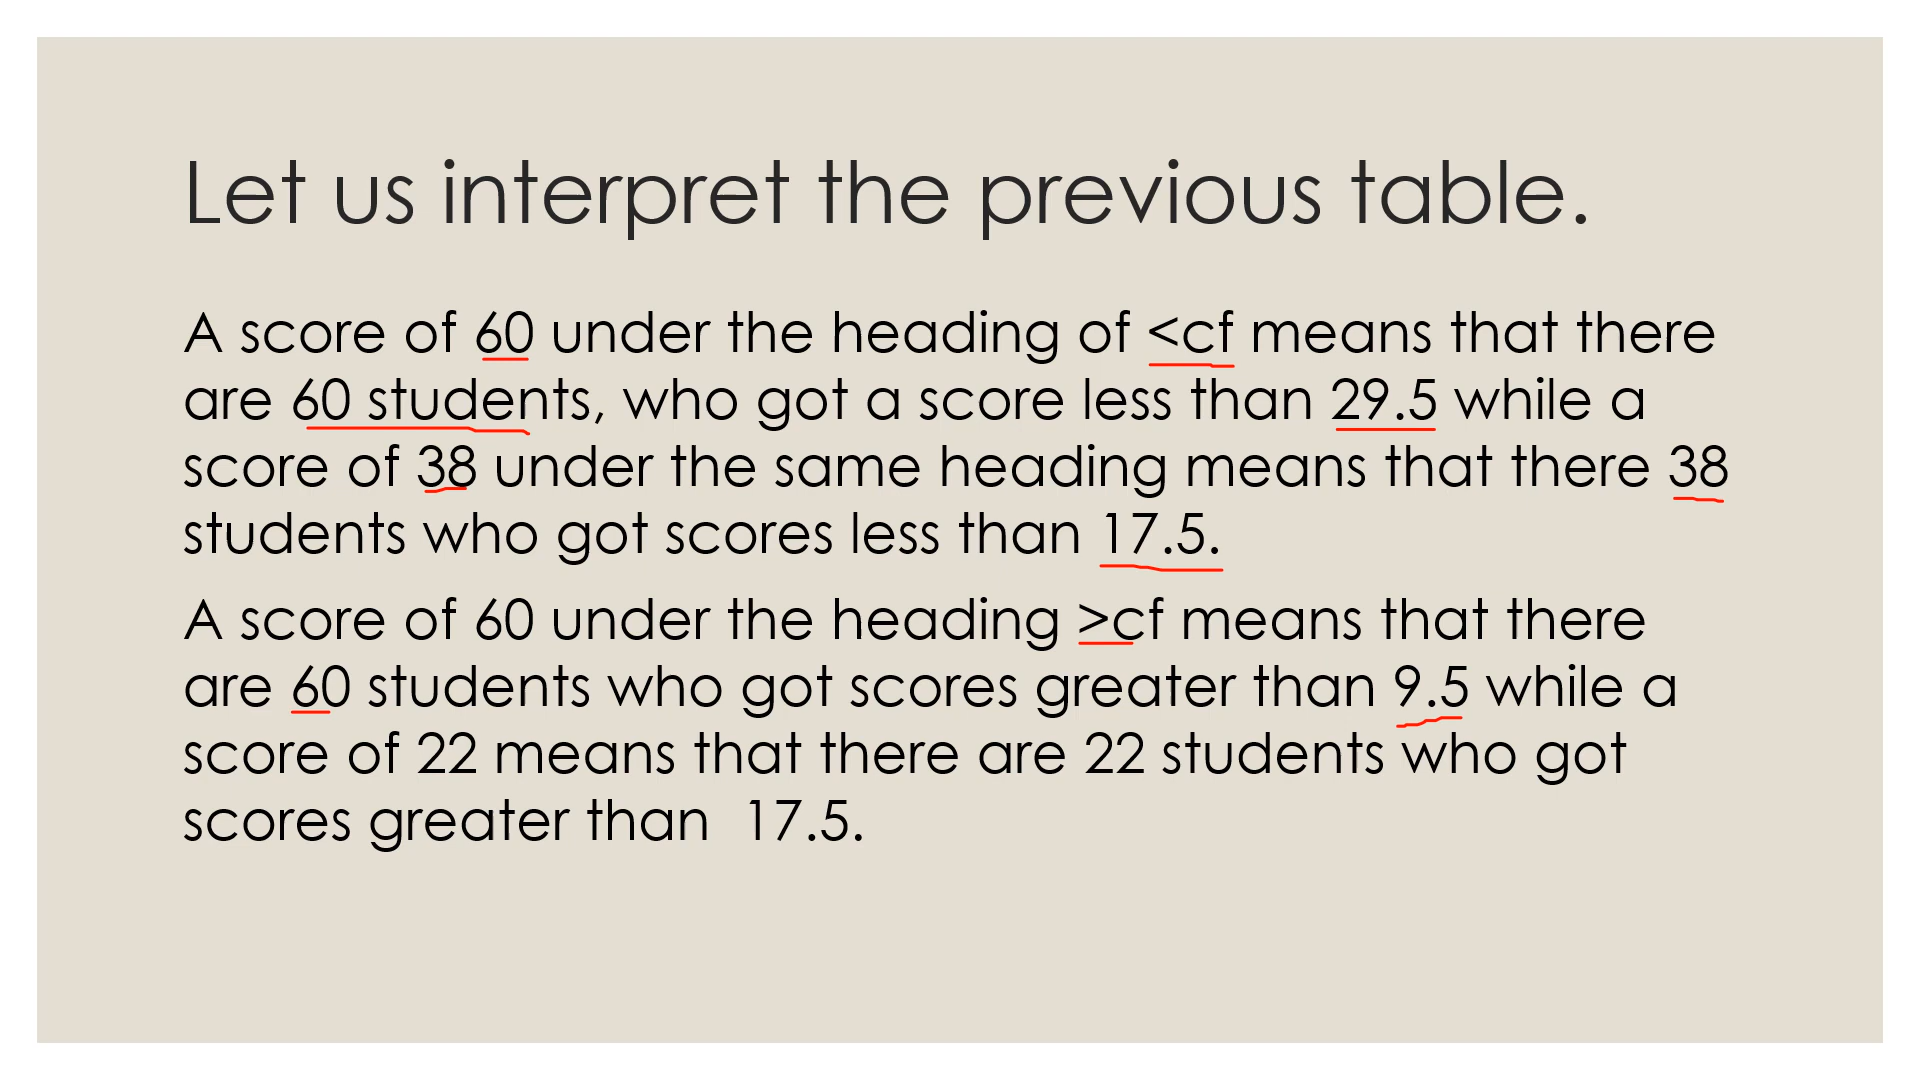 Let us interpret the previous table.
A score of 60 under the heading of <cf means that there
are 60 students, who got a score less than 29.5 while a
score of 38 under the same heading means that there 38
students who got scores less than 17.5.
A score of 60 under the heading >cf means that there
are 60 students who got scores greater than 9.5 while a
score of 22 means that there are 22 students who got
scores greater than  17.5.